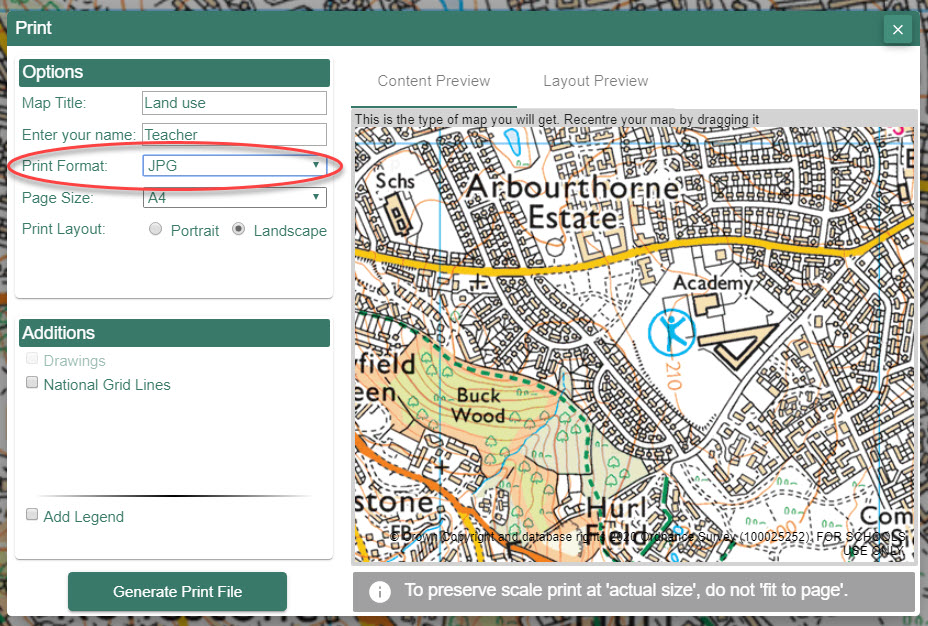 Print
Options
Map Title: Land use
Enter your name: Teacher
Print Format: JPG
Page Size: A4
Print Layout: Portrait Landscape
Additions
Drawings
National Grid Lines
Add Legend
Generate Print File
Content Preview Layout Preview
This is the type of map you will get. Recentre your map by dragging it
Schs
Arbourthorne
Estate
Academy
210
field
een
Buck
Wood
stone
Hurl
Field
Com
FB
© Crown Copyright and database rights 2020 Ordnance Survey (100025252). FOR SCHOOLS
USE ONLY.
To preserve scale print at 'actual size', do not 'fit to page'.